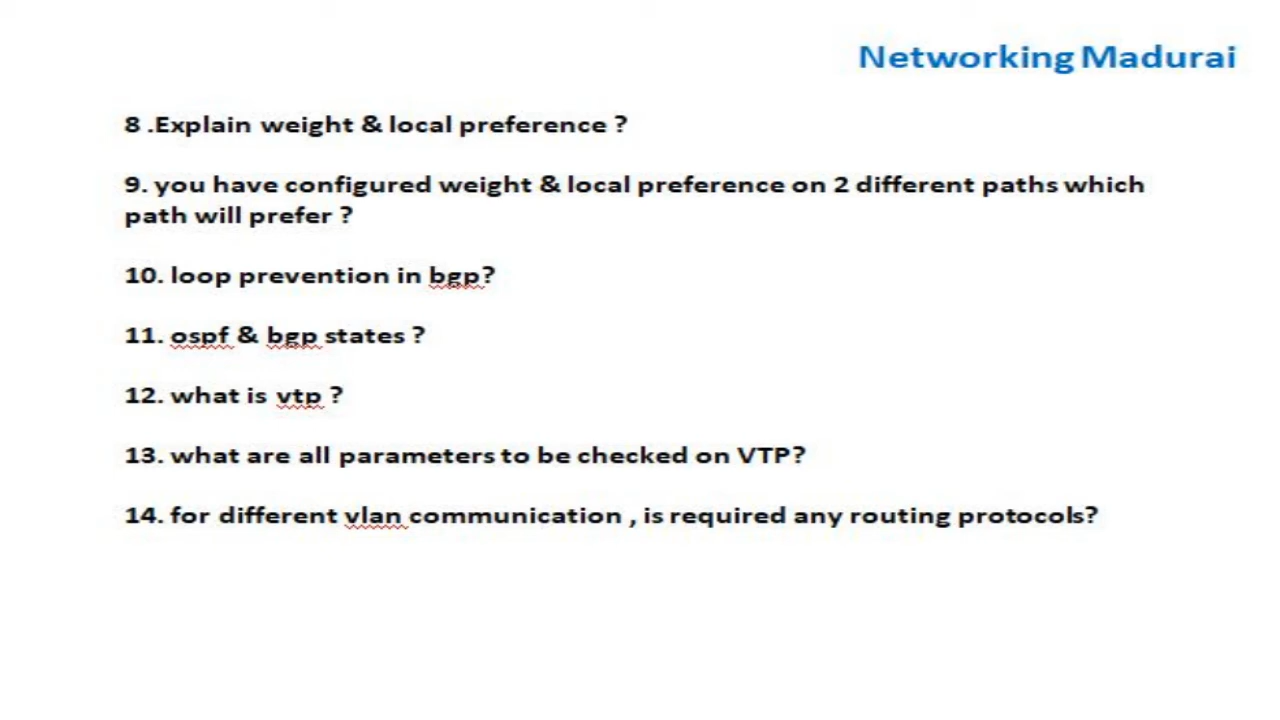 Networking Madurai
8 .Explain weight & local preference ?
9. you have configured weight & local preference on 2 different paths which
path will prefer ?
10. loop prevention in bgp?
11. ospf & bgp states ?
12. what is vtp ?
13. what are all parameters to be checked on VTP?
14. for different vlan communication , is required any routing protocols?